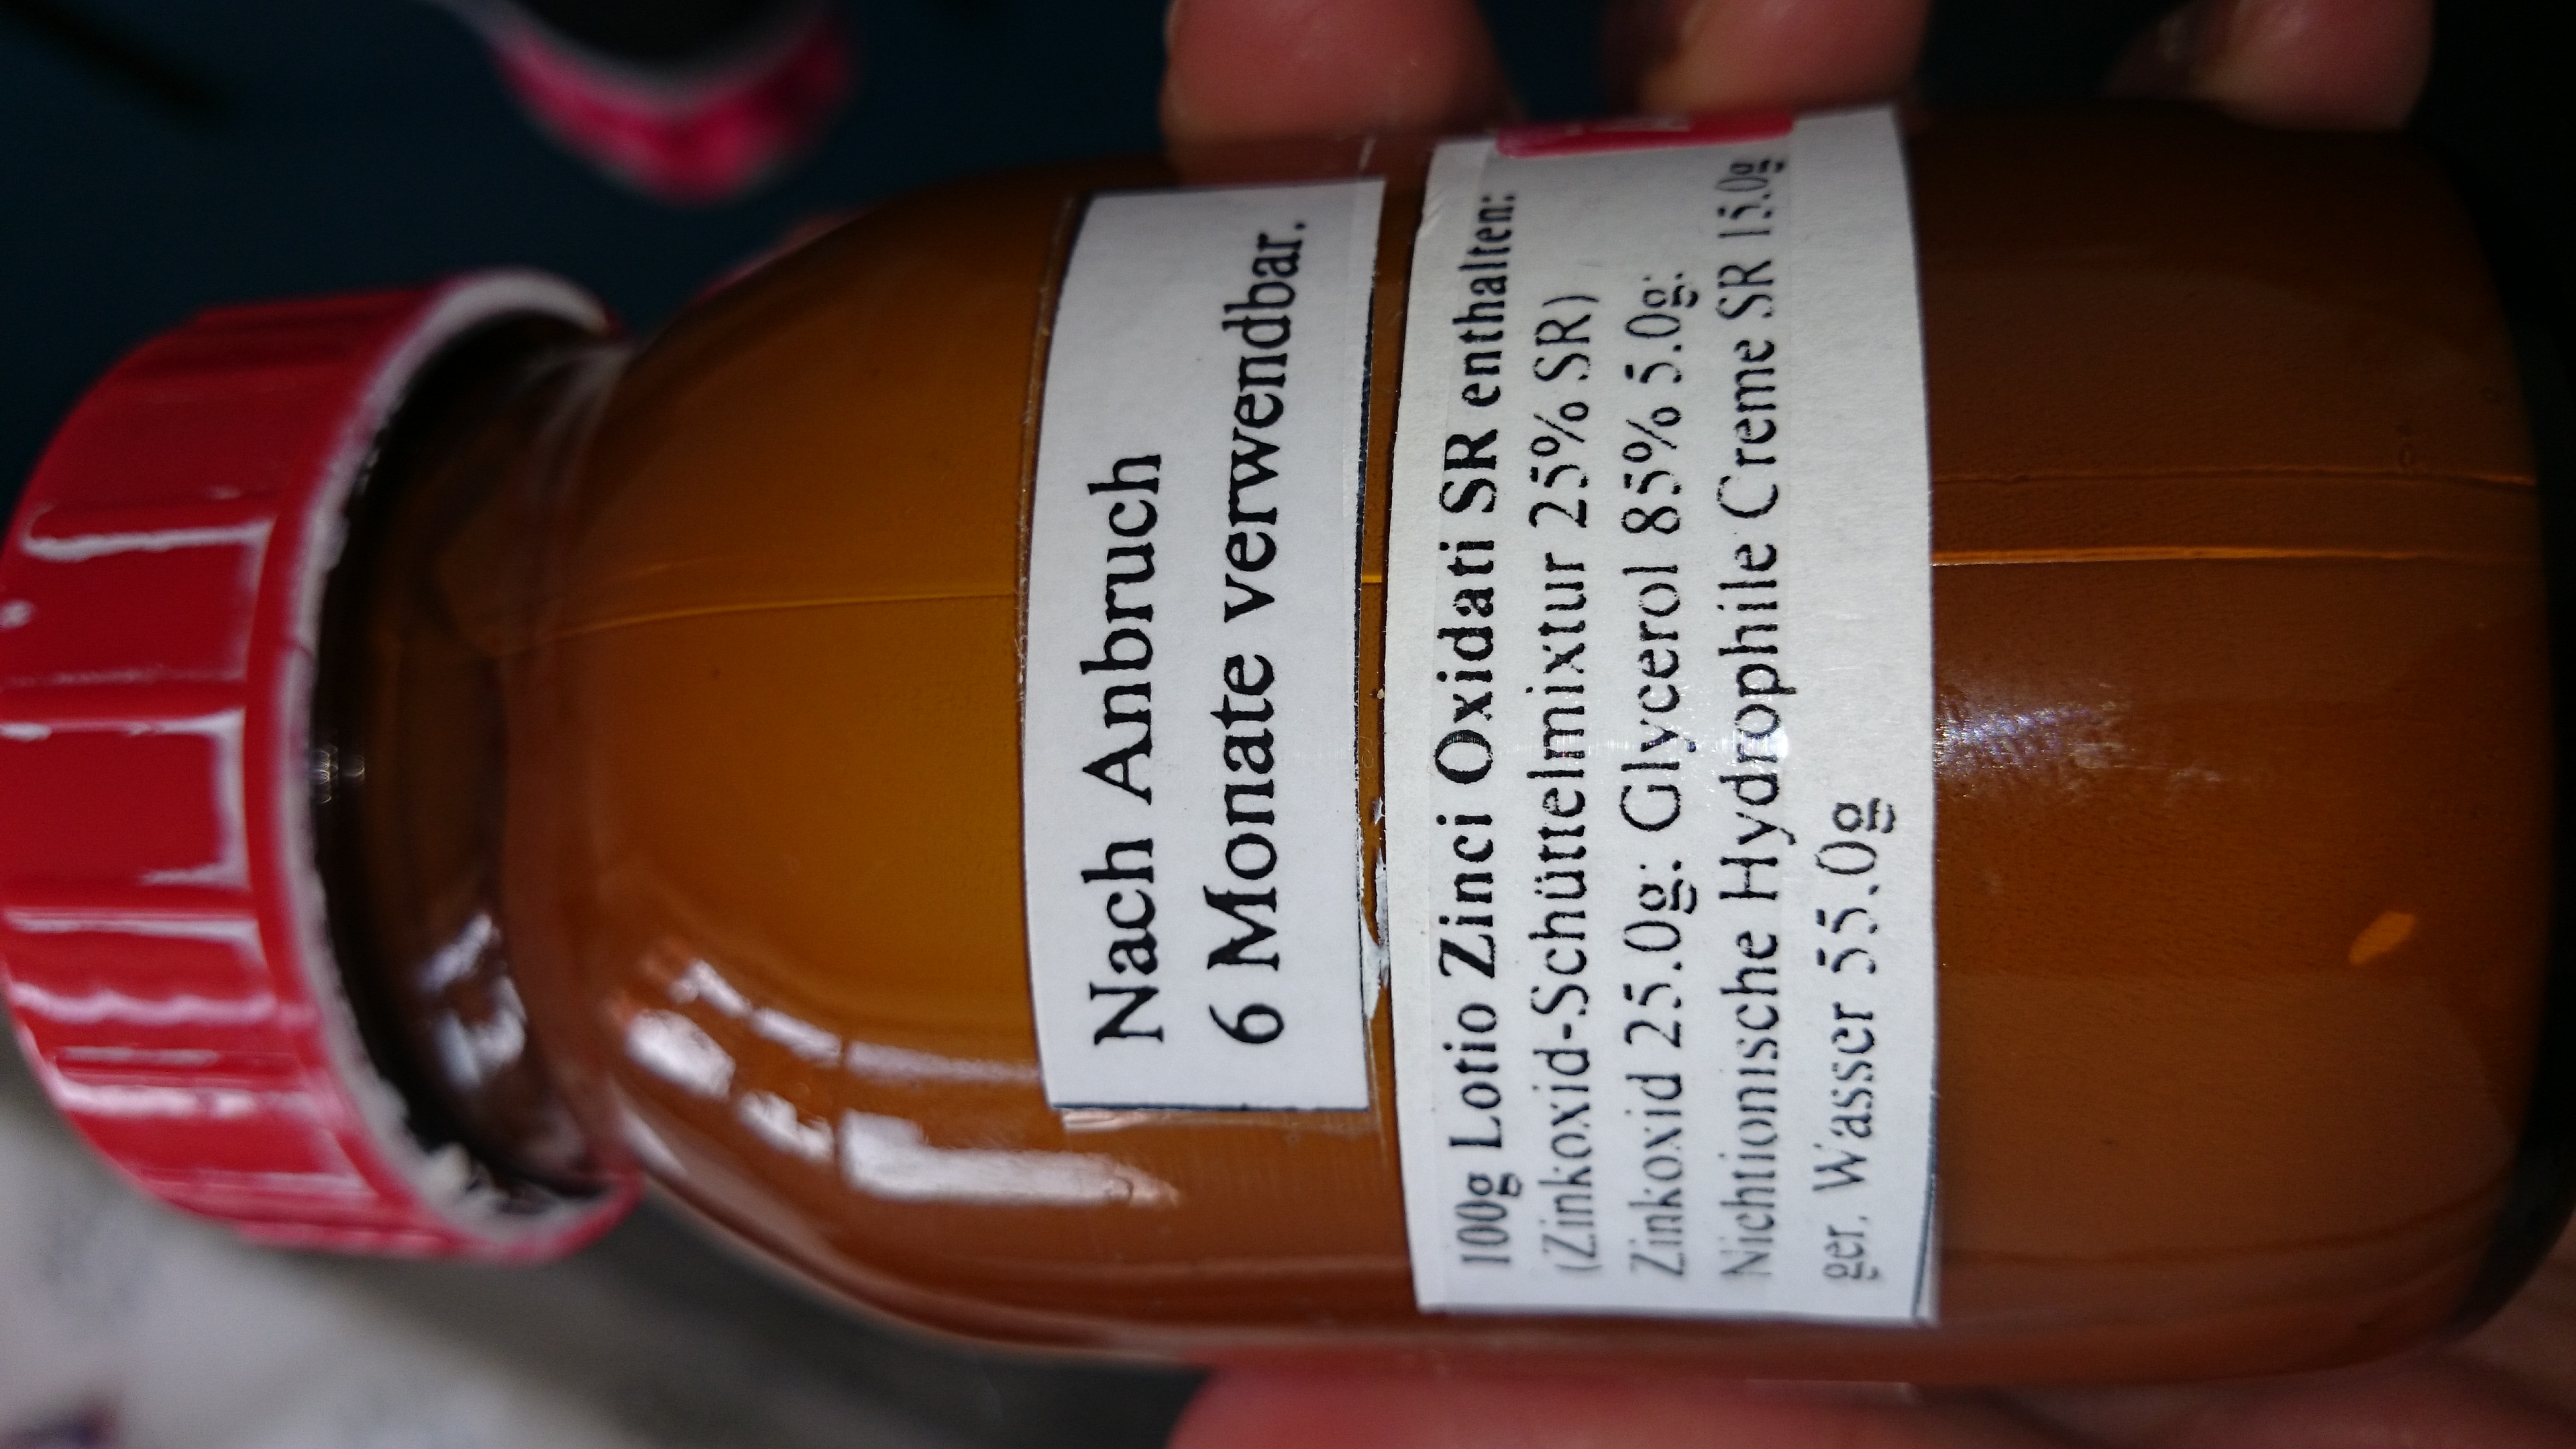 Nach Anbruch
6 Monate verwendbar.
100g Lotio Zinci Oxidati SR enthalten:
(Zinkoxid-Schüttelmixtur 25% SR)
Zinkoxid 25.0g; Glycerol 85% 5.0g;
Nichtionische Hydrophile Creme SR 15.0g
ger. Wasser 55.0g